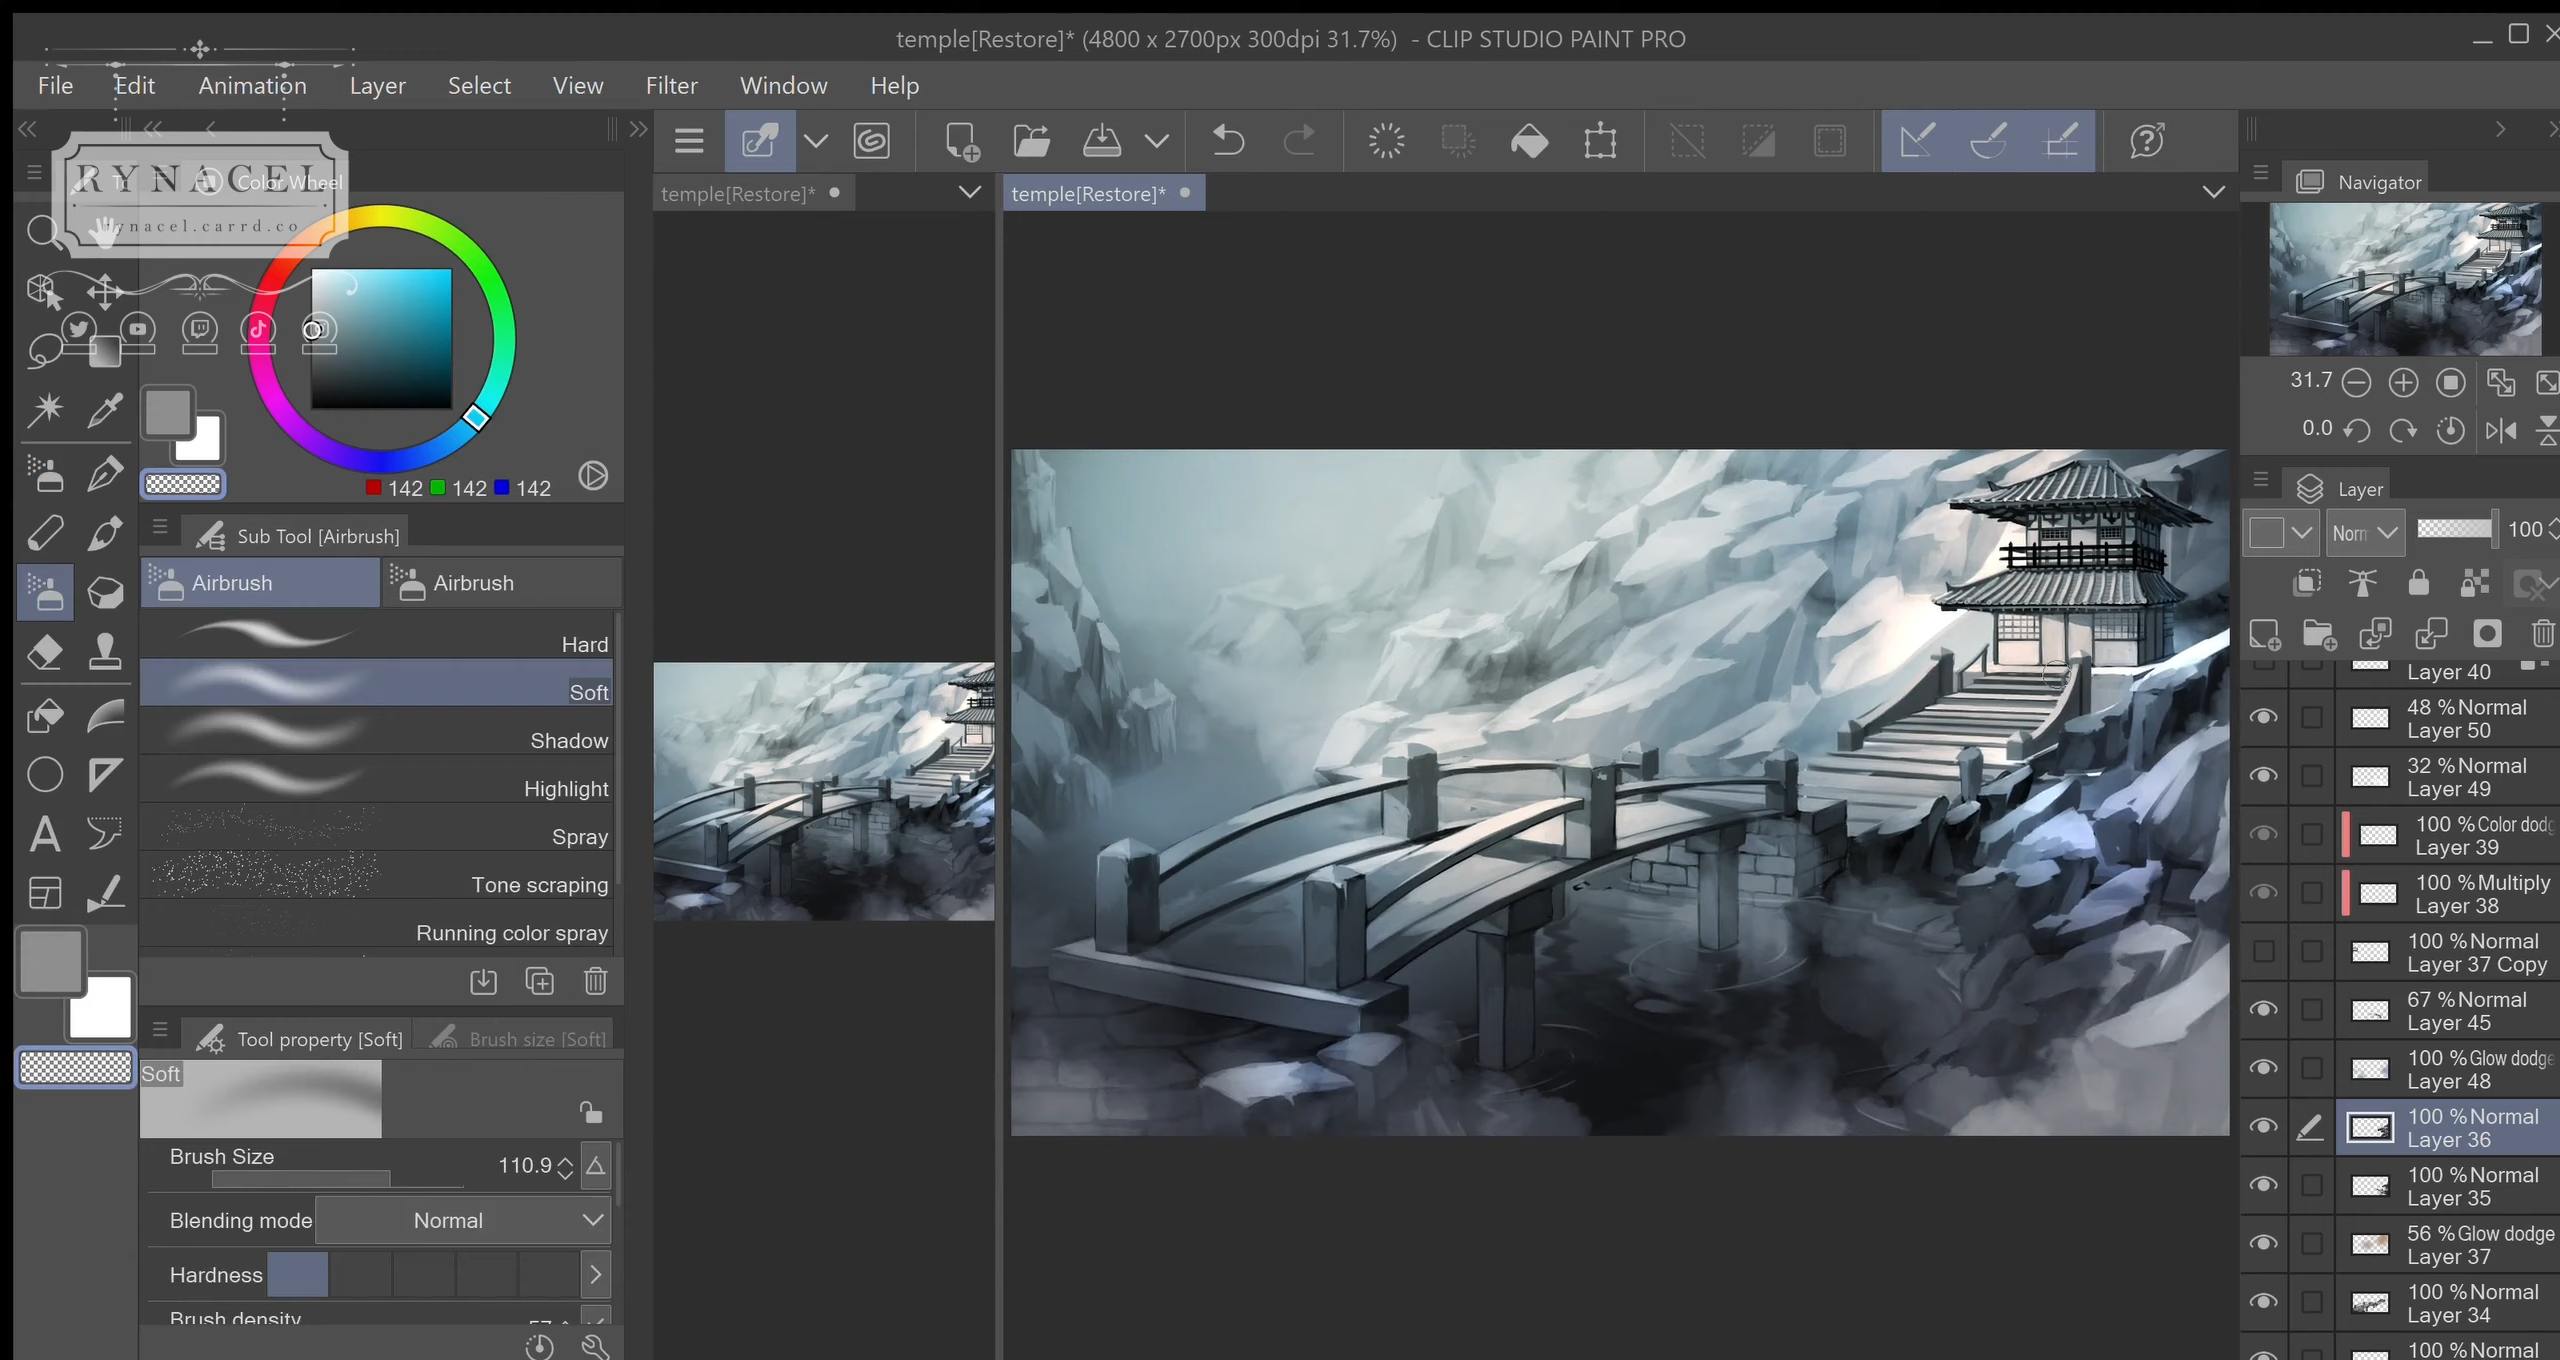 temple[Restore]* (4800 x 2700px 300dpi 31.7%) - CLIP STUDIO PAINT PRO
File Edit Animation Layer Select View Filter Window Help
RYNACEL
rynacel.carrd.co
Color Wheel
142 142 142
Sub Tool [Airbrush]
Airbrush Airbrush
Hard
Soft
Shadow
Highlight
Spray
Tone scraping
Running color spray
Tool property [Soft] Brush size [Soft]
Soft
Brush Size 110.9
Blending mode Normal
Hardness
Brush density 57
temple[Restore]* temple[Restore]*
Navigator
31.7
0.0
Layer
Norm 100
Layer 40
48 %Normal
Layer 50
32 %Normal
Layer 49
100 %Color dodg
Layer 39
100 %Multiply
Layer 38
100 %Normal
Layer 37 Copy
67 %Normal
Layer 45
100 %Glow dodge
Layer 48
100 %Normal
Layer 36
100 %Normal
Layer 35
56 %Glow dodge
Layer 37
100 %Normal
Layer 34
100 %Normal